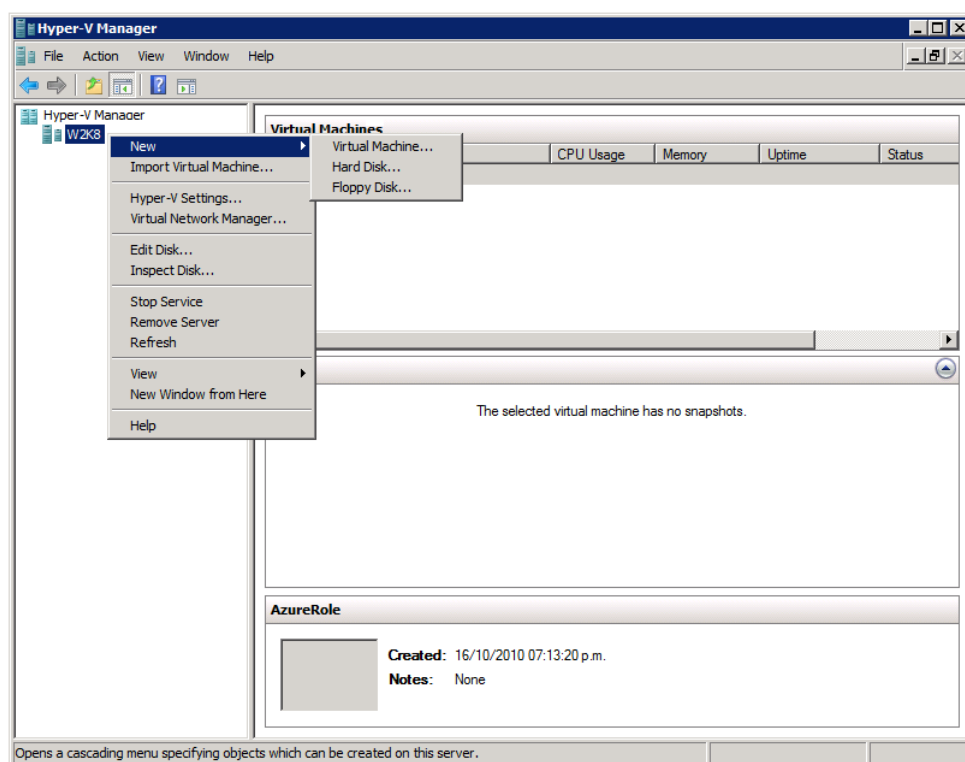 Hyper-V Manager
File Action View Window Help
Hyper-V Manager
W2K8
New
Import Virtual Machine...
Hyper-V Settings...
Virtual Network Manager...
Edit Disk...
Inspect Disk...
Stop Service
Remove Server
Refresh
View
New Window from Here
Help
Virtual Machine...
Hard Disk...
Floppy Disk...
Virtual Machines
CPU Usage Memory Uptime Status
The selected virtual machine has no snapshots.
AzureRole
Created: 16/10/2010 07:13:20 p.m.
Notes: None
Opens a cascading menu specifying objects which can be created on this server.